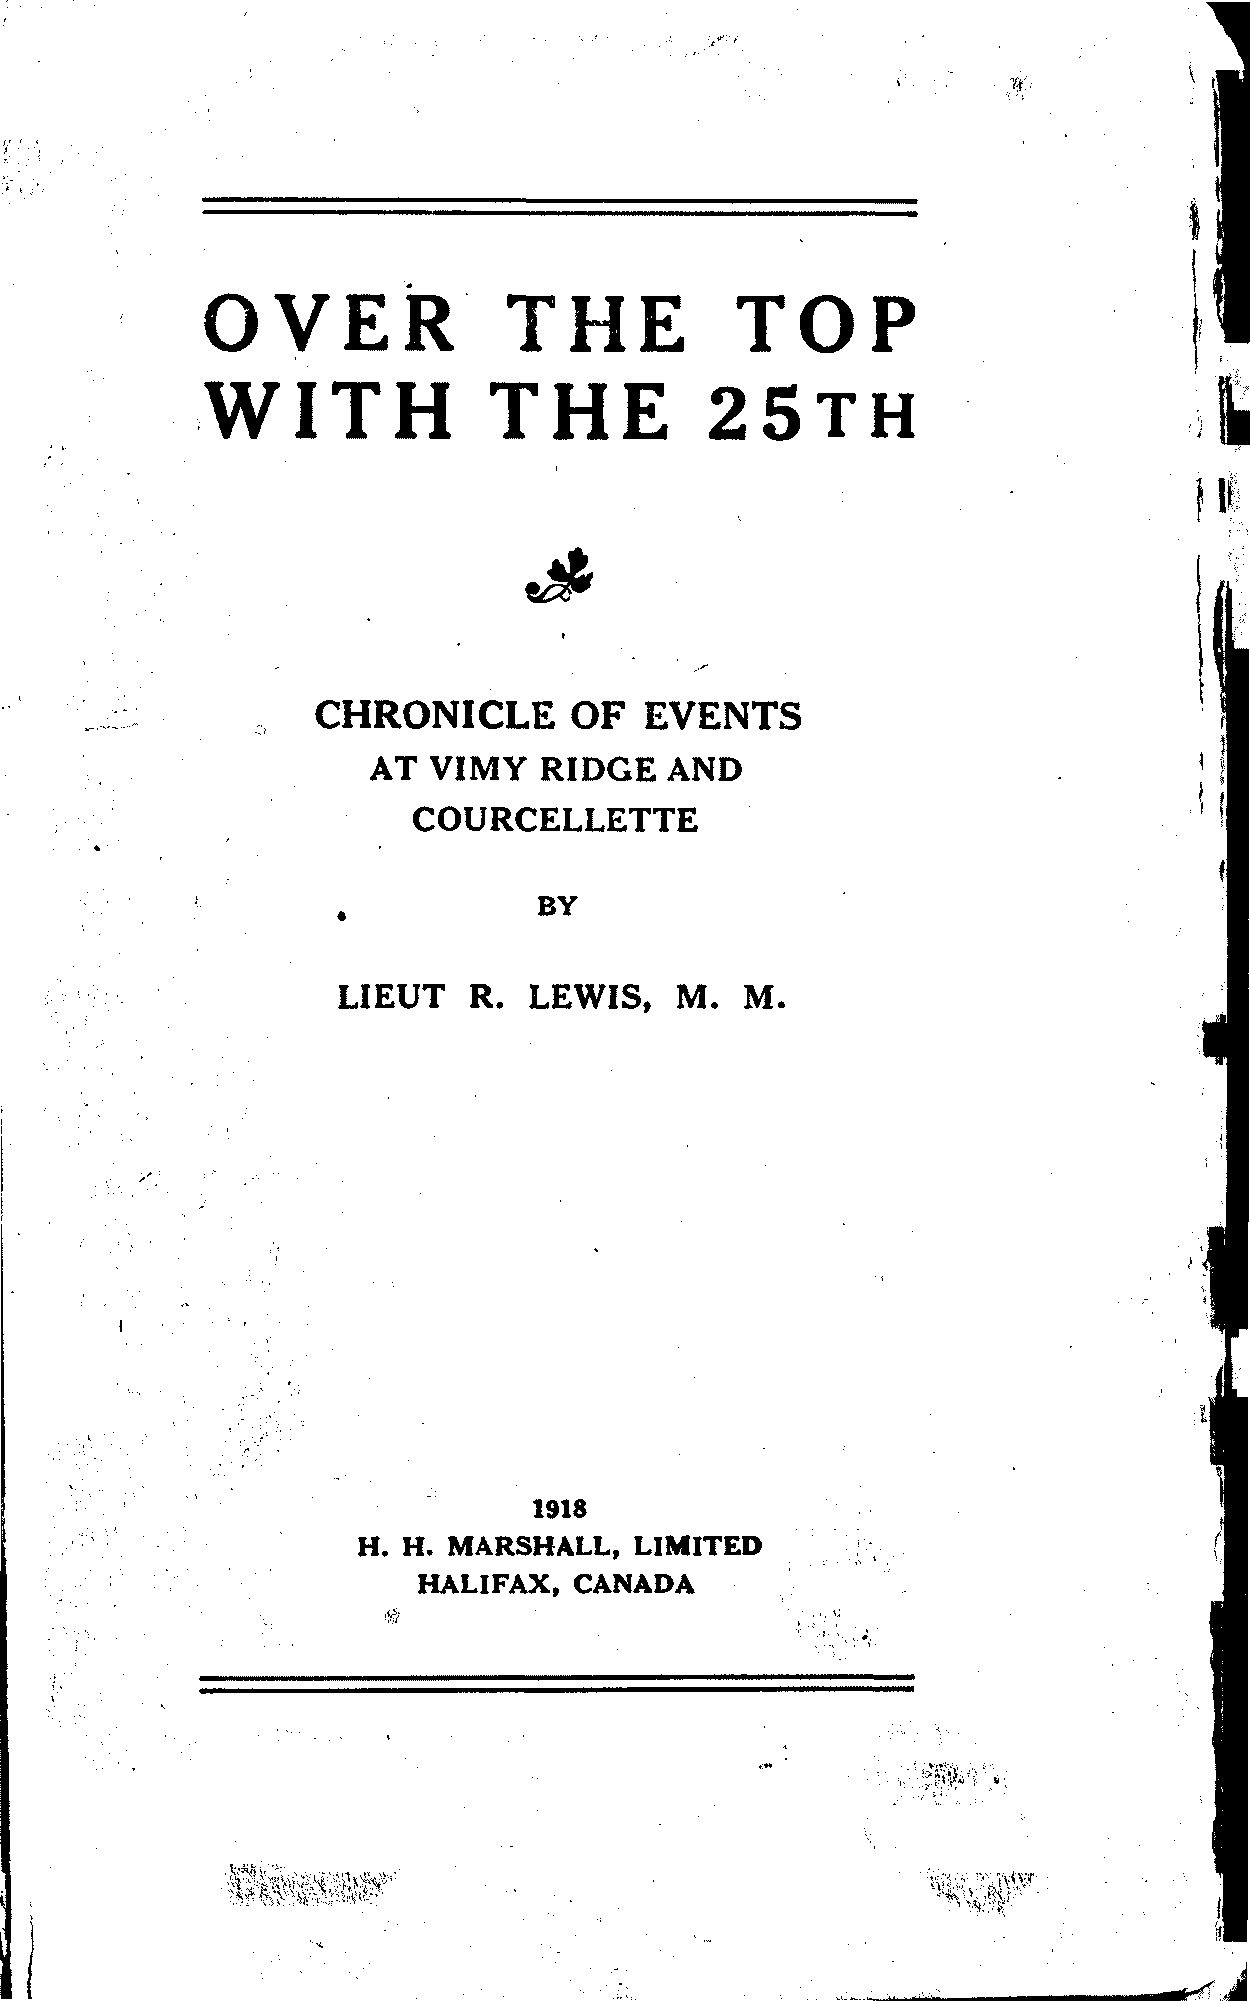 OVER THE TOP
WITH THE 25TH
CHRONICLE OF EVENTS
AT VIMY RIDGE AND
COURCELLETTE
BY
LIEUT R. LEWIS, M. M.
1918
H. H. MARSHALL, LIMITED
HALIFAX, CANADA